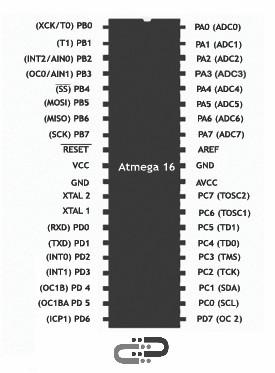 (XCK/T0) PB0
(T1) PB1
(INT2/AIN0) PB2
(OC0/AIN1) PB3
(SS) PB4
(MOSI) PB5
(MISO) PB6
(SCK) PB7
RESET
VCC
GND
XTAL 2
XTAL 1
(RXD) PD0
(TXD) PD1
(INT0) PD2
(INT1) PD3
(OC1B) PD 4
(OC1BA PD 5
(ICP1) PD6
Atmega 16
PA0 (ADC0)
PA1 (ADC1)
PA2 (ADC2)
PA3 (ADC3)
PA4 (ADC4)
PA5 (ADC5)
PA6 (ADC6)
PA7 (ADC7)
AREF
GND
AVCC
PC7 (TOSC2)
PC6 (TOSC1)
PC5 (TD1)
PC4 (TD0)
PC3 (TMS)
PC2 (TCK)
PC1 (SDA)
PC0 (SCL)
PD7 (OC 2)